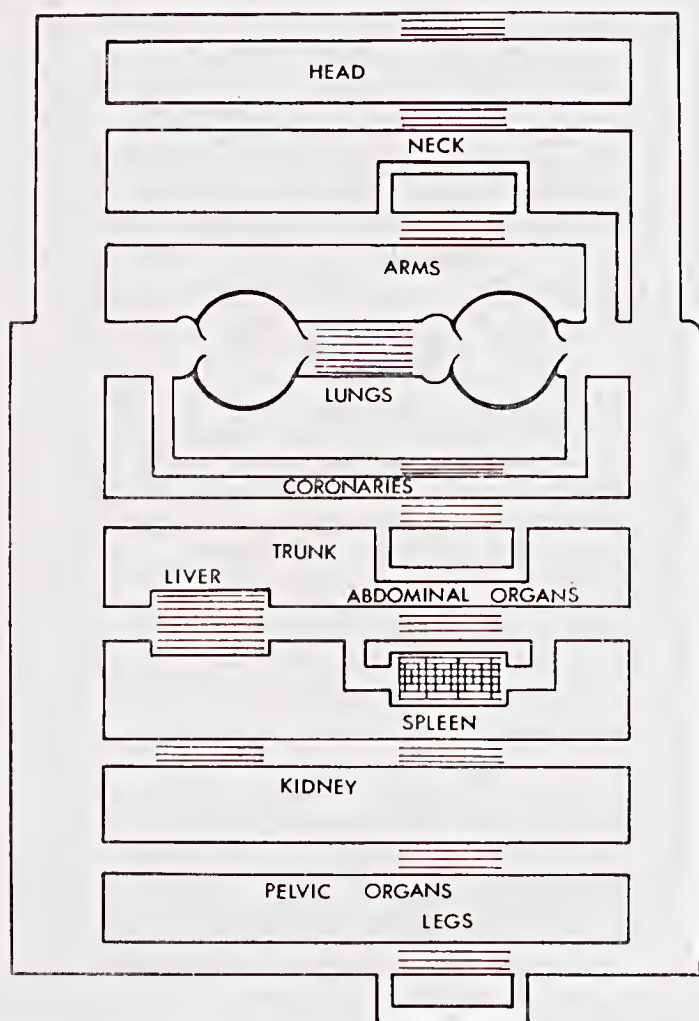 HEAD
NECK
ARMS
LUNGS
CORONARIES
TRUNK
LIVER
ABDOMINAL ORGANS
SPLEEN
KIDNEY
PELVIC ORGANS
LEGS